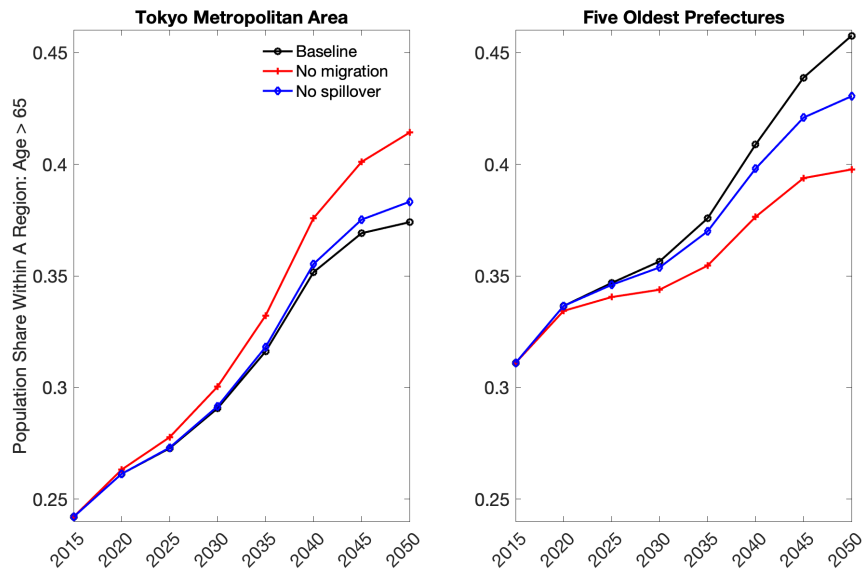 Tokyo Metropolitan Area
Population Share Within A Region: Age > 65
0.45
0.4
0.35
0.3
0.25
Baseline
No migration
No spillover
2015 2020 2025 2030 2035 2040 2045 2050
Five Oldest Prefectures
0.45
0.4
0.35
0.3
0.25
2015 2020 2025 2030 2035 2040 2045 2050